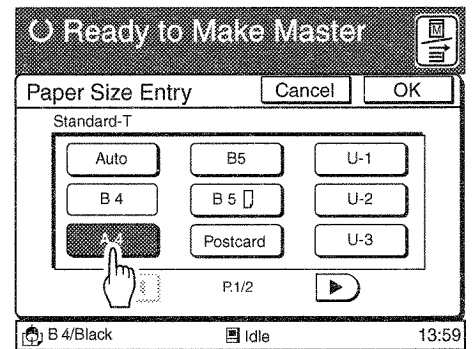 Ready to Make Master
M
Paper Size Entry Cancel OK
Standard-T
Auto B5 U-1
B 4 B 5 U-2
A 4 Postcard U-3
P.1/2
B 4/Black Idle 13:59